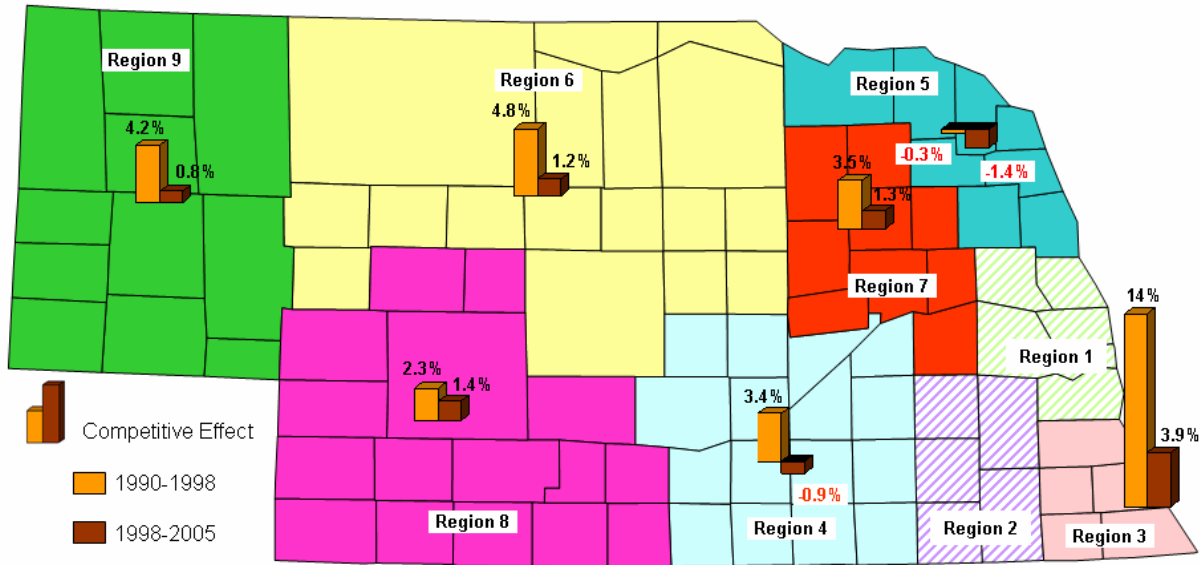 Region 9
4.2%
0.8%
Region 6
4.8%
1.2%
Region 5
-0.3%
-1.4%
3.5%
1.3%
Region 7
14%
3.9%
Region 1
2.3%
1.4%
3.4%
-0.9%
Region 8
Region 4
Region 2
Region 3
Competitive Effect
1990-1998
1998-2005